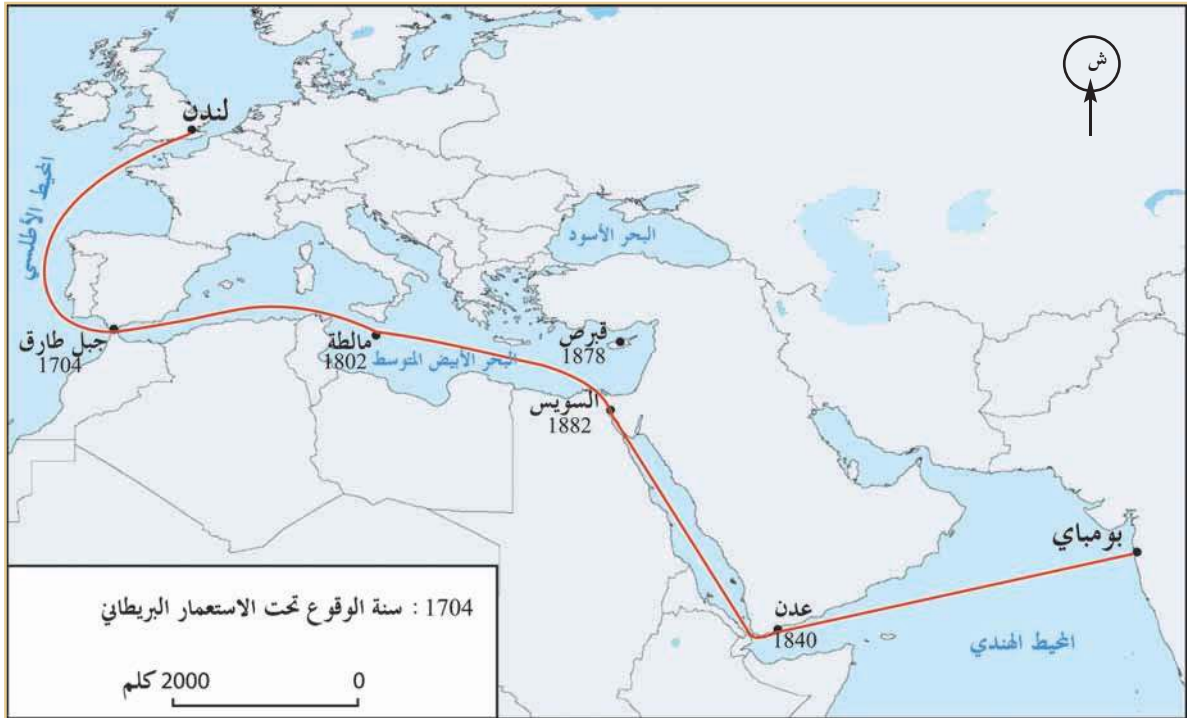 ش
لندن
المحيط الأطلسي
البحر الأسود
جبل طارق
1704
مالطة
1802
البحر الأبيض المتوسط
قبرص
1878
السويس
1882
بومباي
عدن
1840
المحيط الهندي
1704 : سنة الوقوع تحت الاستعمار البريطاني
0 2000 كلم